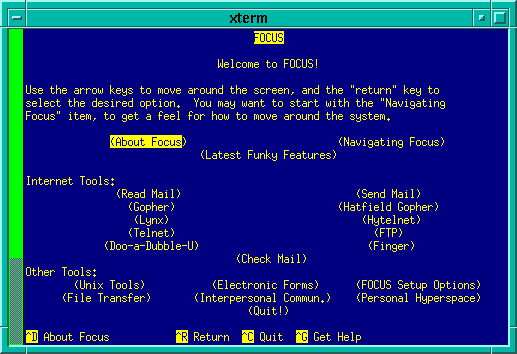 xterm
FOCUS
Welcome to FOCUS!
Use the arrow keys to move around the screen, and the "return" key to
select the desired option.  You may want to start with the "Navigating
Focus" item, to get a feel for how to move around the system.
(About Focus) (Navigating Focus)
(Latest Funky Features)
Internet Tools:
(Read Mail) (Send Mail)
(Gopher) (Hatfield Gopher)
(Lynx) (Hytelnet)
(Telnet) (FTP)
(Doo-a-Dubble-U) (Finger)
(Check Mail)
Other Tools:
(Unix Tools) (Electronic Forms) (FOCUS Setup Options)
(File Transfer) (Interpersonal Commun.) (Personal Hyperspace)
(Quit!)
^D About Focus ^R Return ^C Quit ^G Get Help